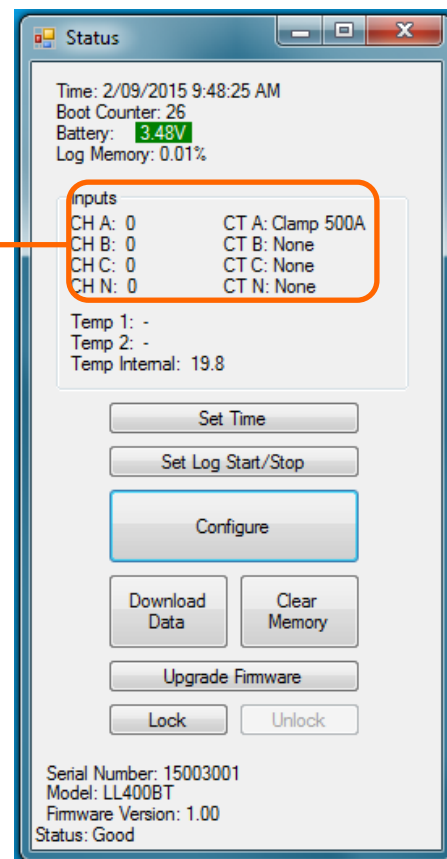 Status
Time: 2/09/2015 9:48:25 AM
Boot Counter: 26
Battery: 3.48V
Log Memory: 0.01%
Inputs
CH A: 0 CT A: Clamp 500A
CH B: 0 CT B: None
CH C: 0 CT C: None
CH N: 0 CT N: None
Temp 1: -
Temp 2: -
Temp Internal: 19.8
Set Time
Set Log Start/Stop
Configure
Download Clear
Data Memory
Upgrade Firmware
Lock Unlock
Serial Number: 15003001
Model: LL400BT
Firmware Version: 1.00
Status: Good